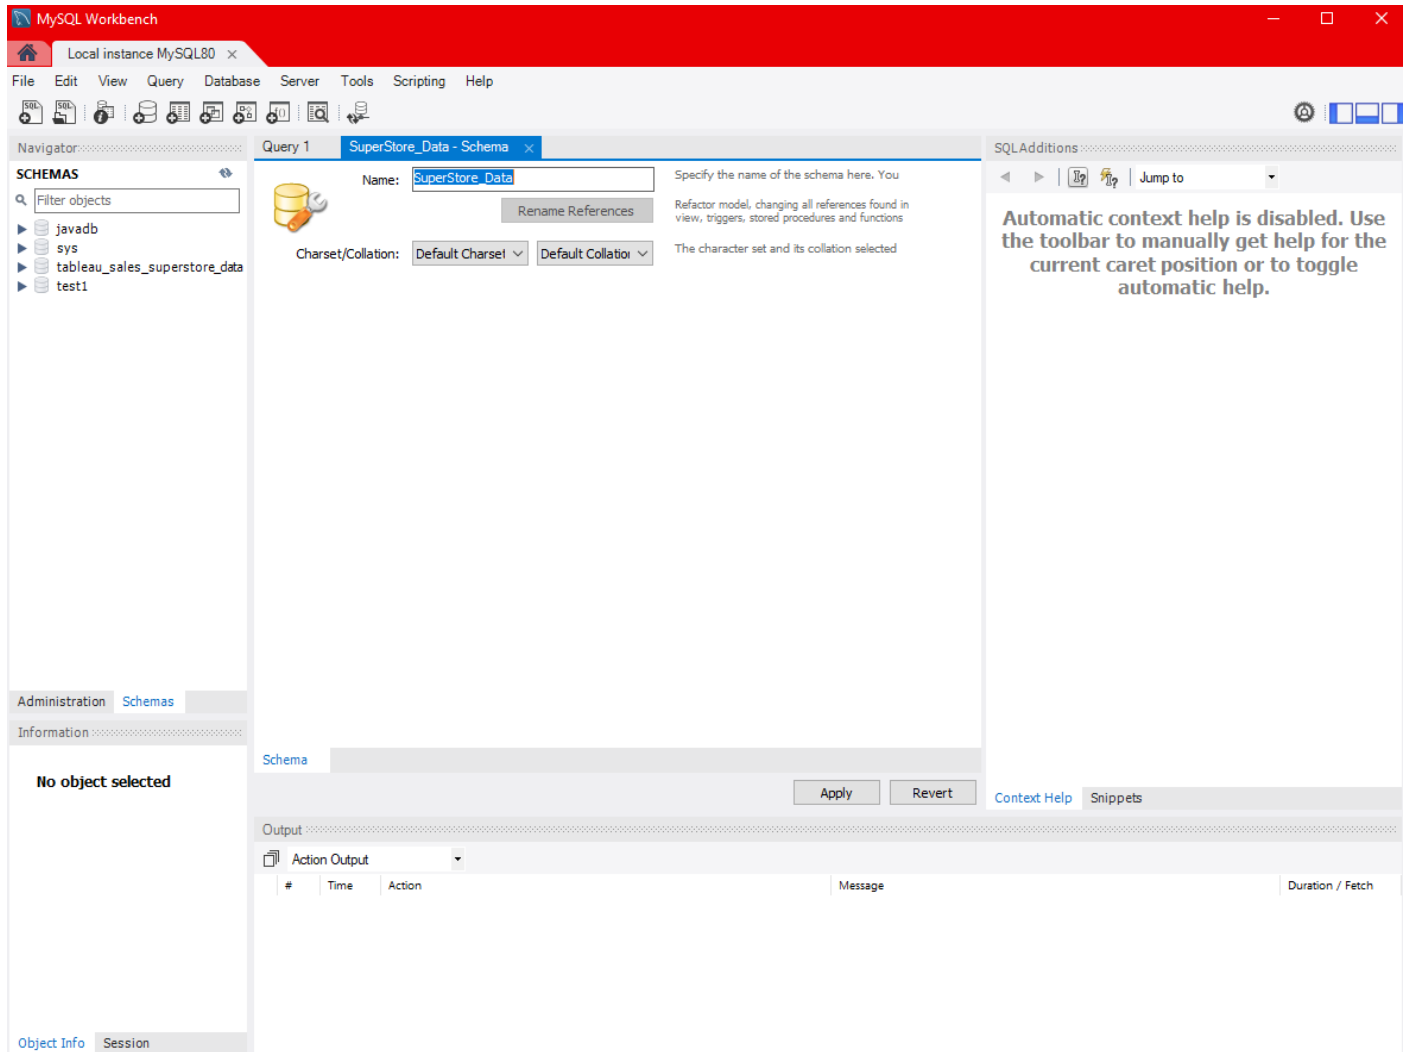 MySQL Workbench
Local instance MySQL80
File Edit View Query Database Server Tools Scripting Help
Navigator
SCHEMAS
Filter objects
javadb
sys
tableau_sales_superstore_data
test1
Administration Schemas
Information
No object selected
Object Info Session
Query 1 SuperStore_Data - Schema
Name: SuperStore_Data Specify the name of the schema here. You
Rename References Refactor model, changing all references found in
view, triggers, stored procedures and functions
Charset/Collation: Default Charset Default Collation The character set and its collation selected
Schema
Apply Revert
SQLAdditions
Jump to
Automatic context help is disabled. Use
the toolbar to manually get help for the
current caret position or to toggle
automatic help.
Context Help Snippets
Output
Action Output
# Time Action Message Duration / Fetch